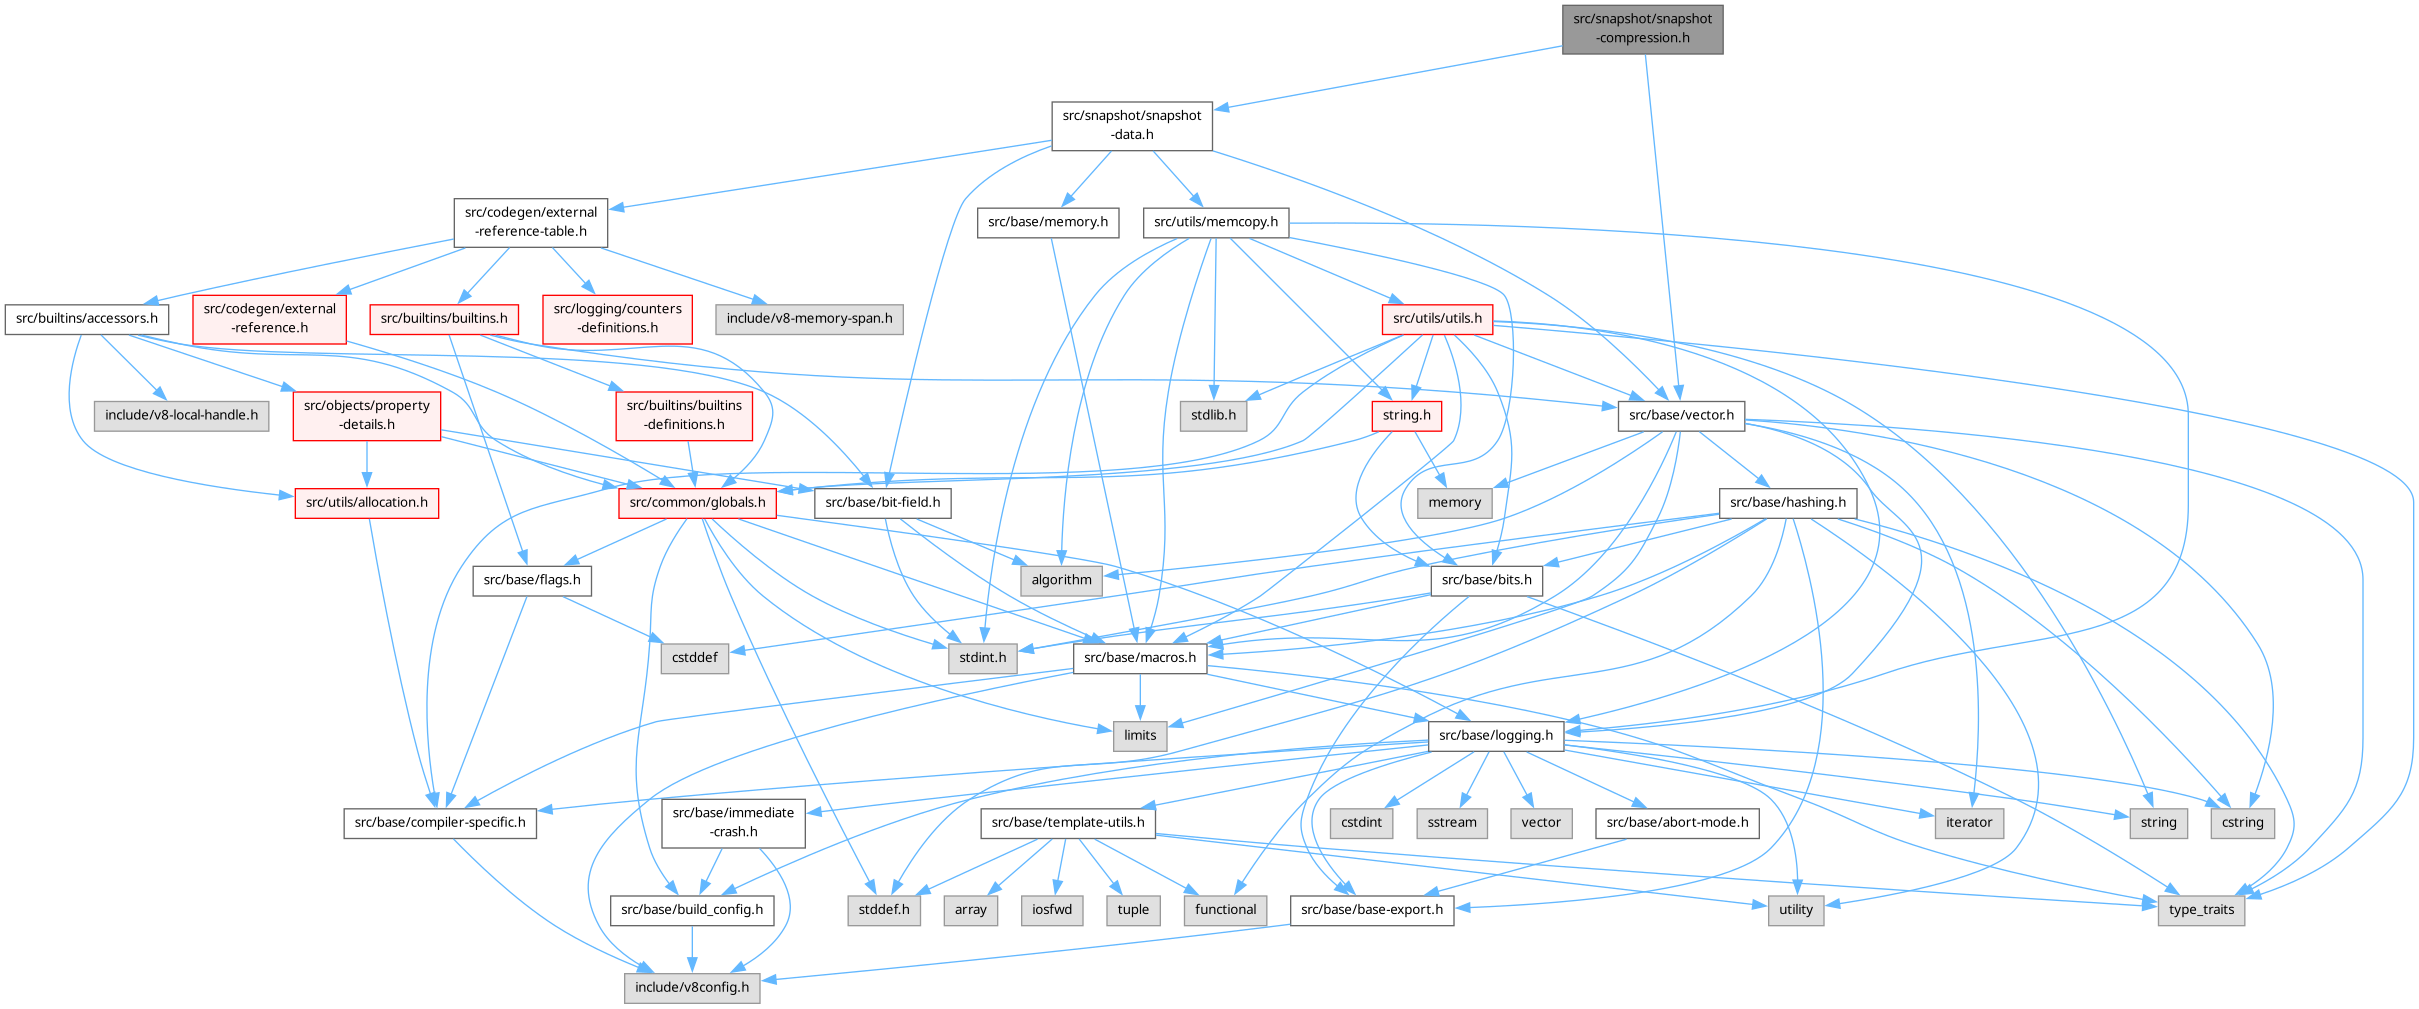 src/snapshot/snapshot
-compression.h
src/snapshot/snapshot
-data.h
src/codegen/external
-reference-table.h
src/base/memory.h
src/utils/memcopy.h
src/builtins/accessors.h
src/codegen/external
-reference.h
src/builtins/builtins.h
src/logging/counters
-definitions.h
include/v8-memory-span.h
src/utils/utils.h
include/v8-local-handle.h
src/objects/property
-details.h
src/builtins/builtins
-definitions.h
stdlib.h
string.h
src/base/vector.h
src/utils/allocation.h
src/common/globals.h
src/base/bit-field.h
memory
src/base/hashing.h
src/base/flags.h
algorithm
src/base/bits.h
cstddef
stdint.h
src/base/macros.h
limits
src/base/logging.h
src/base/compiler-specific.h
src/base/immediate
-crash.h
src/base/template-utils.h
cstdint
sstream
vector
src/base/abort-mode.h
iterator
string
cstring
src/base/build_config.h
stddef.h
array
iosfwd
tuple
functional
src/base/base-export.h
utility
type_traits
include/v8config.h